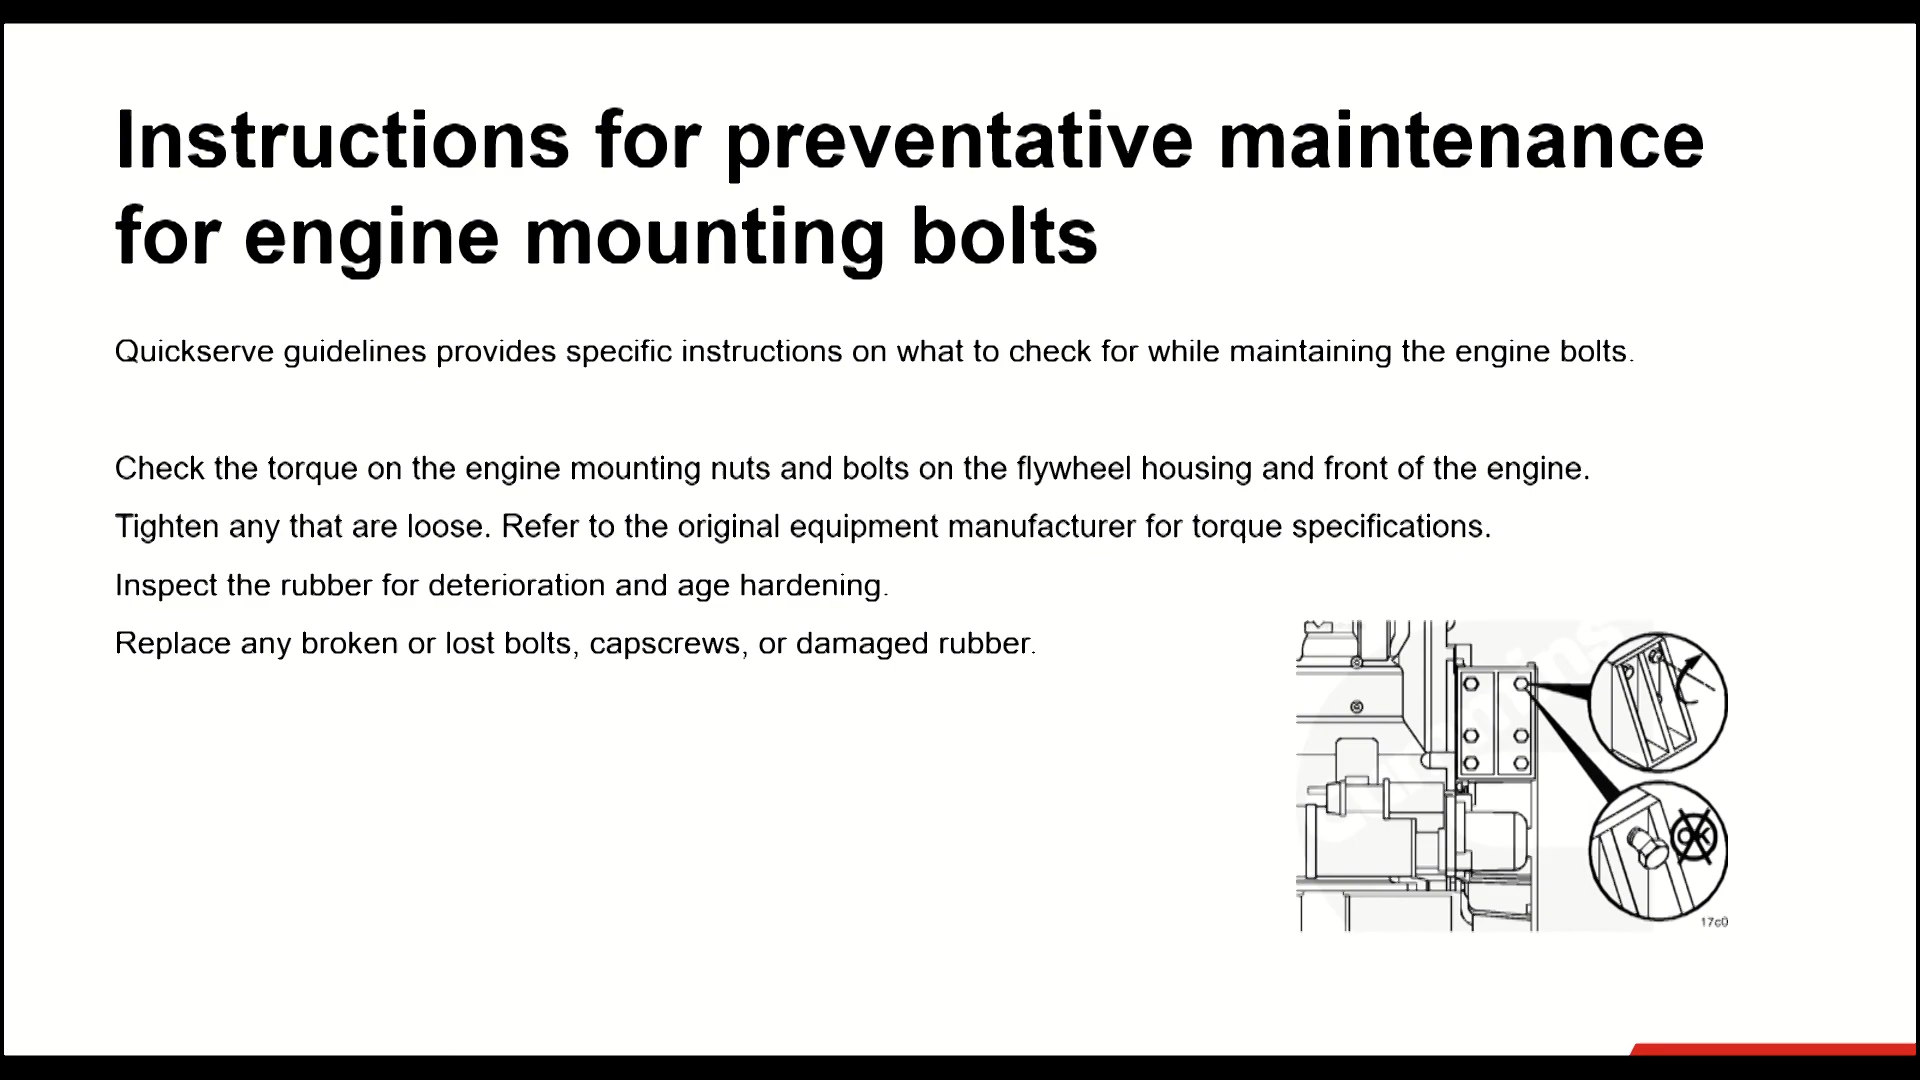 Instructions for preventative maintenance
for engine mounting bolts
Quickserve guidelines provides specific instructions on what to check for while maintaining the engine bolts.
Check the torque on the engine mounting nuts and bolts on the flywheel housing and front of the engine.
Tighten any that are loose. Refer to the original equipment manufacturer for torque specifications.
Inspect the rubber for deterioration and age hardening.
Replace any broken or lost bolts, capscrews, or damaged rubber.
OK
17c0